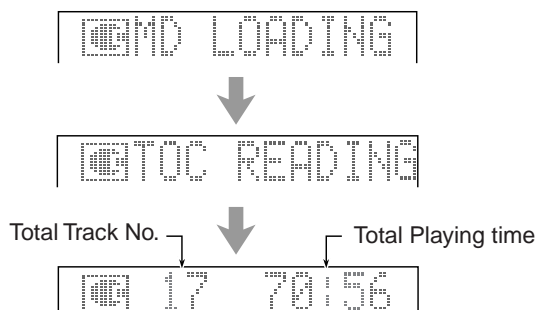 MD LOADING
TOC READING
Total Track No.
Total Playing time
17 70:56